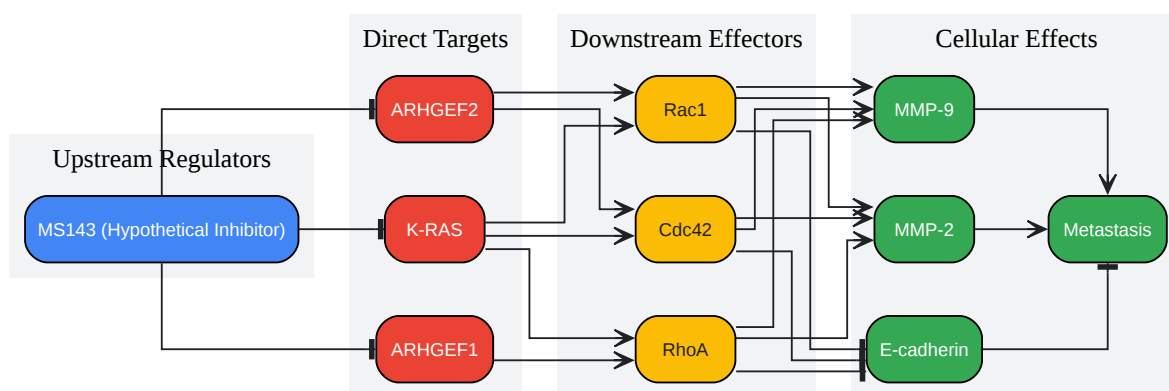 Upstream Regulators
MS143 (Hypothetical Inhibitor)
Direct Targets
ARHGEF2
K-RAS
ARHGEF1
Downstream Effectors
Rac1
Cdc42
RhoA
Cellular Effects
MMP-9
MMP-2
E-cadherin
Metastasis